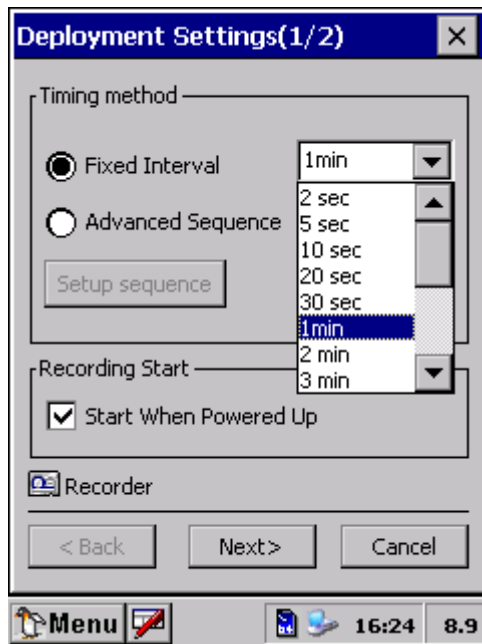 Deployment Settings(1/2)
Timing method
Fixed Interval
1min
2 sec
5 sec
10 sec
20 sec
30 sec
1min
2 min
3 min
Advanced Sequence
Setup sequence
Recording Start
Start When Powered Up
Recorder
< Back
Next>
Cancel
Menu
16:24
8.9